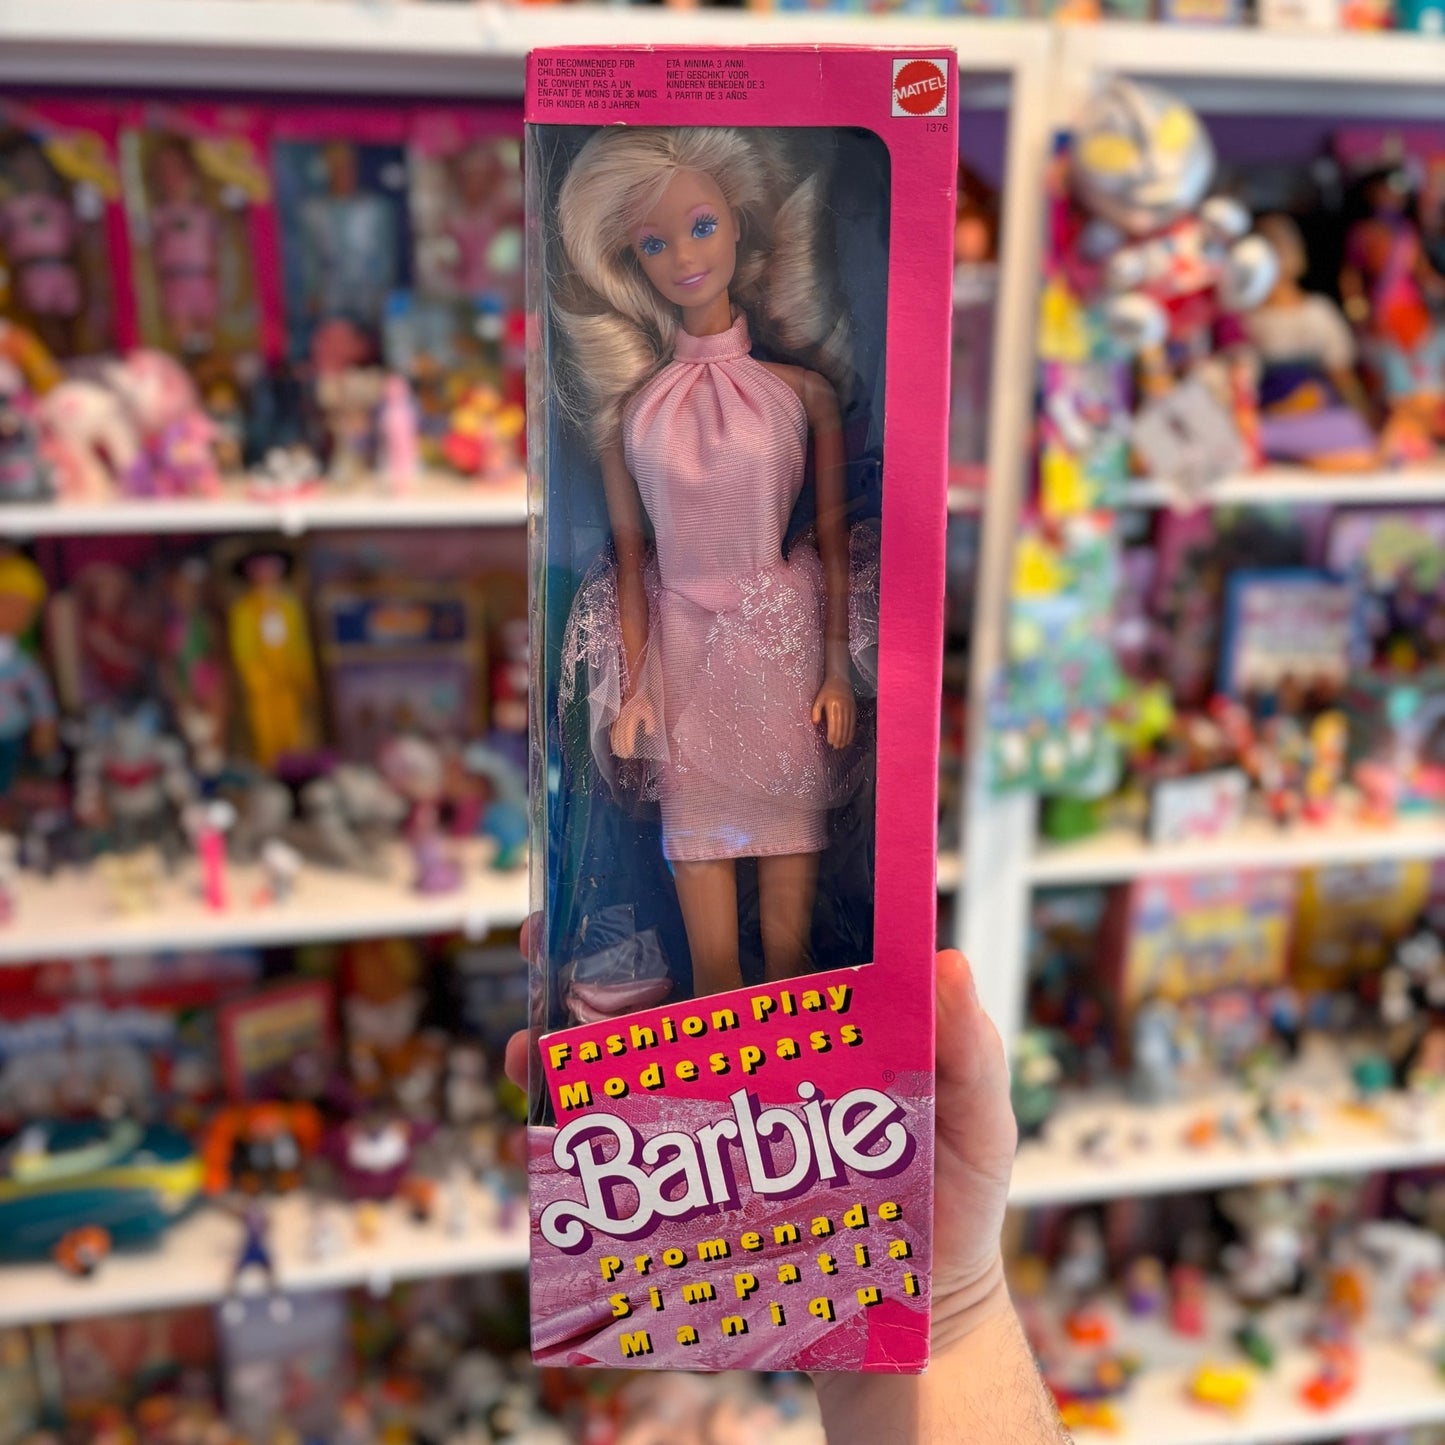 NOT RECOMMENDED FOR
CHILDREN UNDER 3.
NE CONVIENT PAS A UN
ENFANT DE MOINS DE 36 MOIS.
FÜR KINDER AB 3 JAHREN.
ETÀ MINIMA 3 ANNI.
NIET GESCHIKT VOOR
KINDEREN BENEDEN DE 3.
A PARTIR DE 3 AÑOS.
MATTEL
®
1376
Fashion Play
Modespass
Barbie®
Promenade
Simpatia
Maniqui